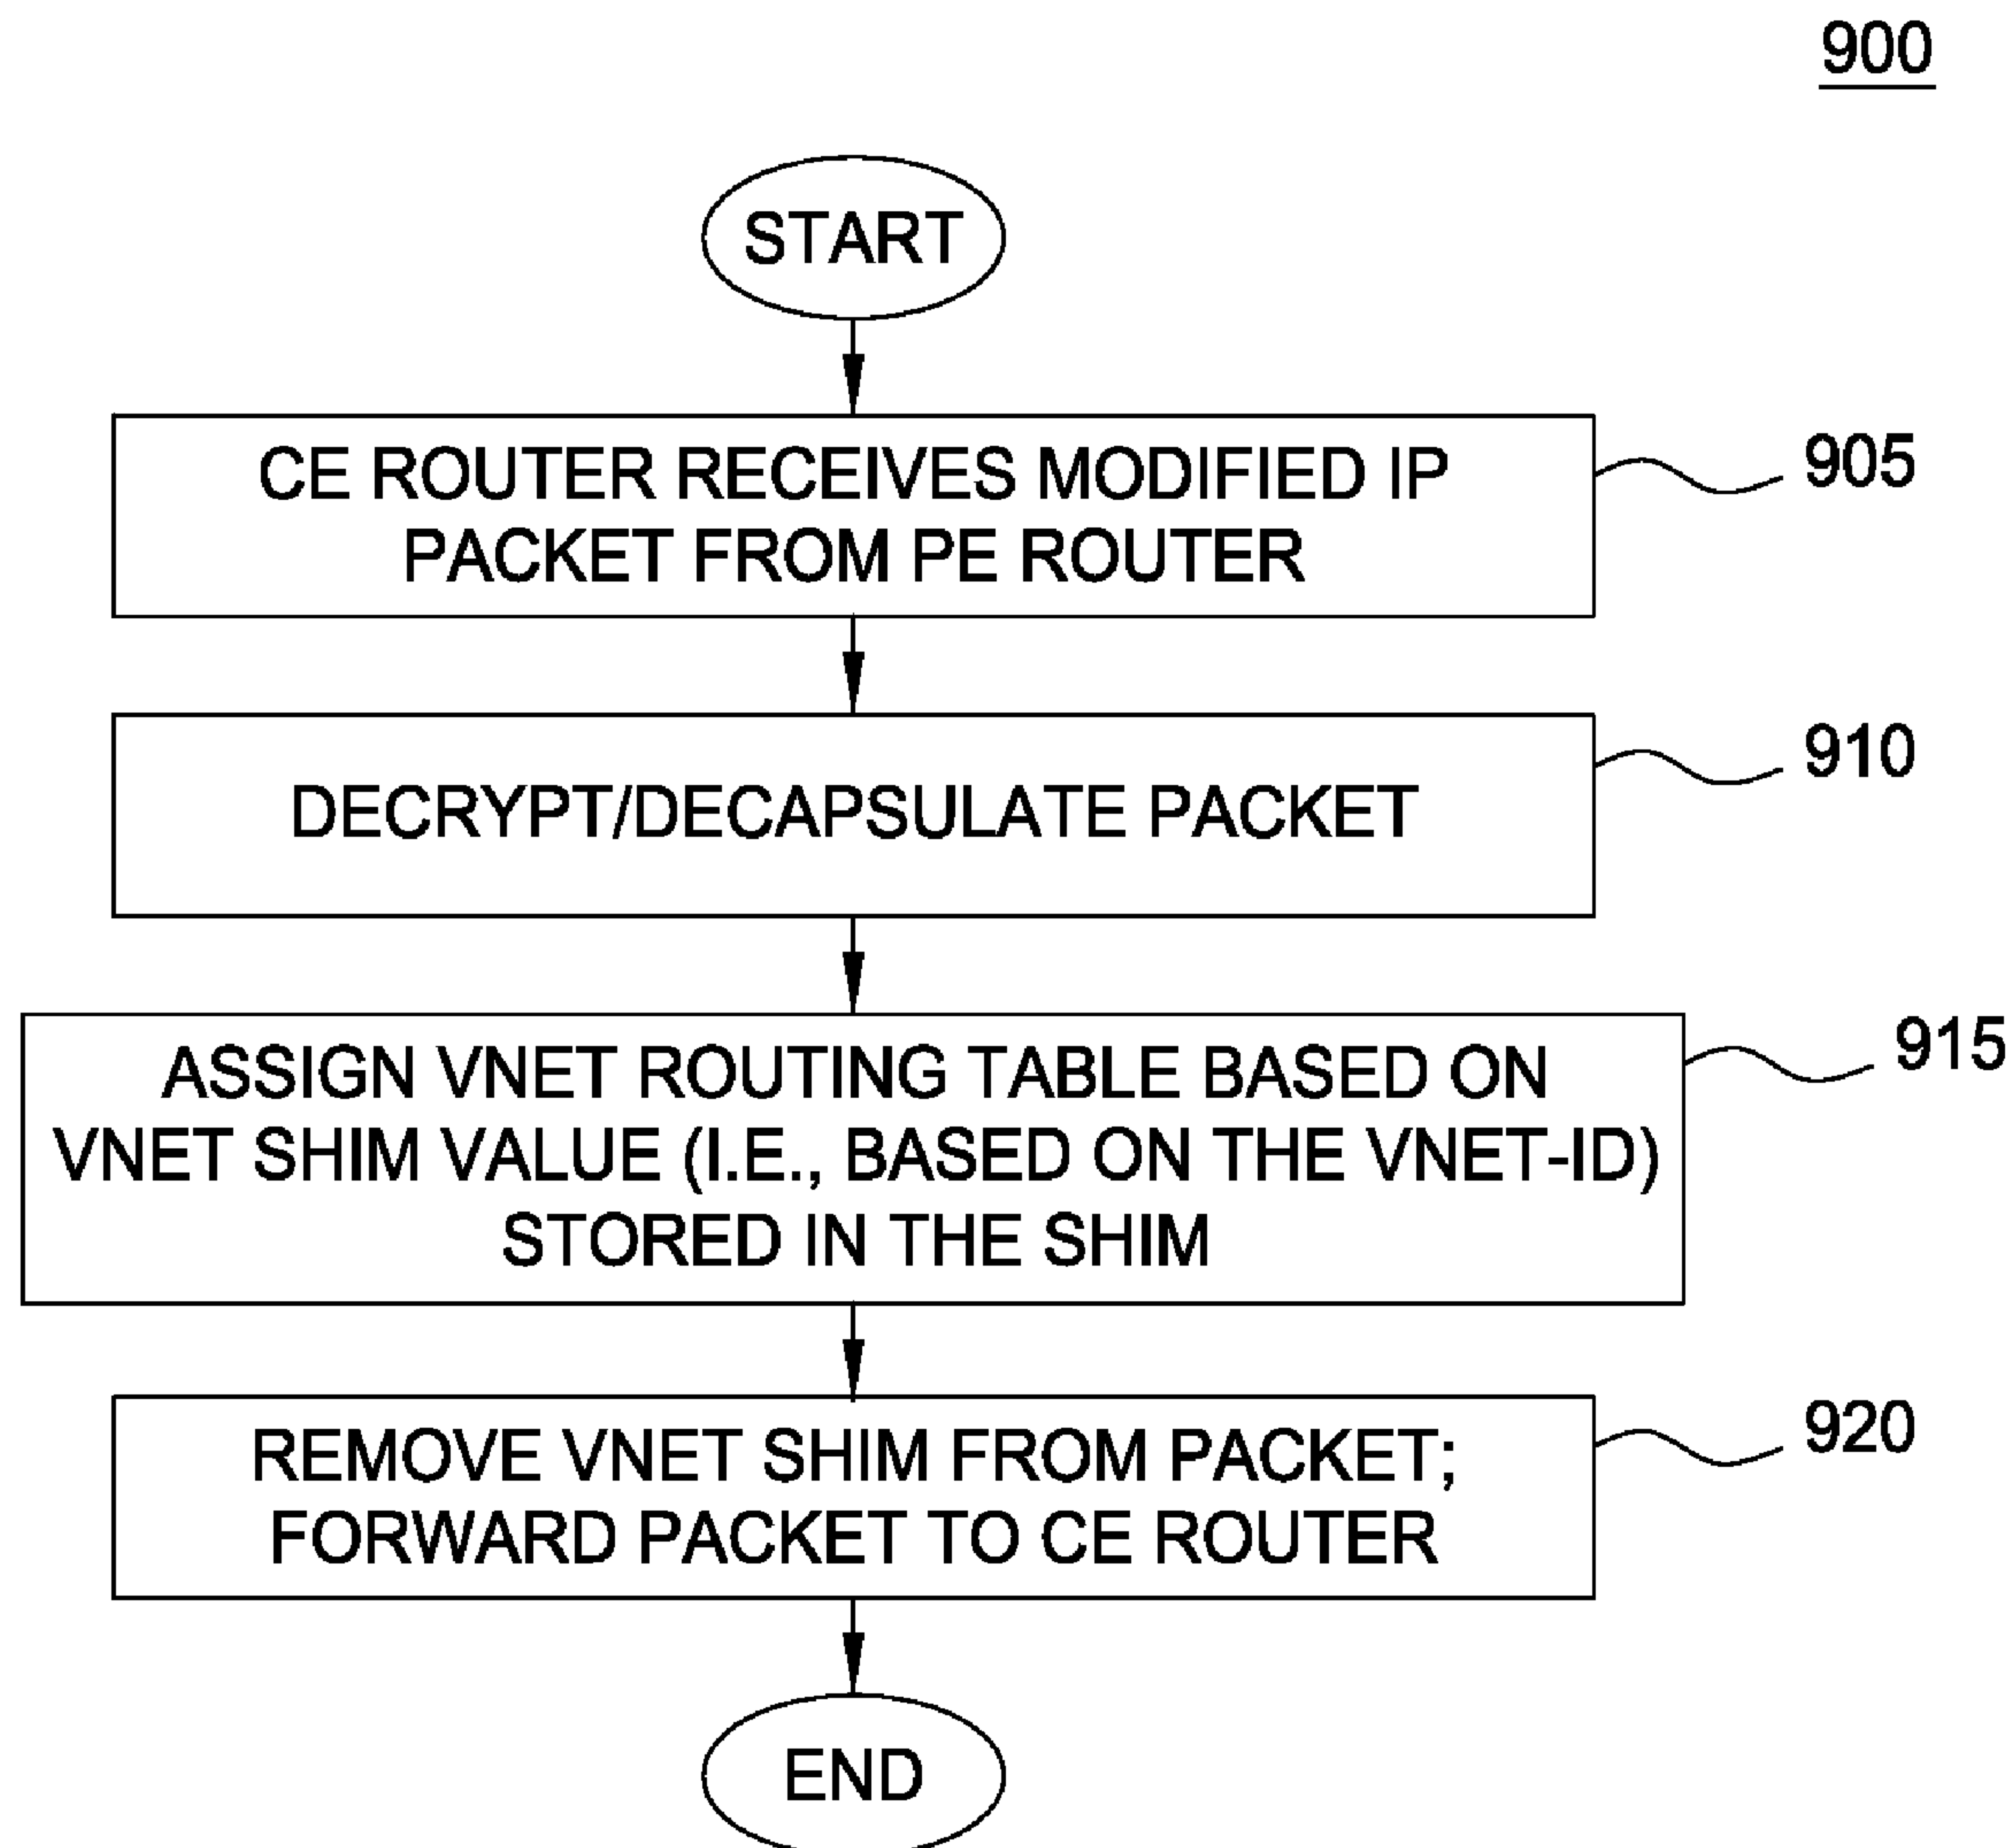 900
START
CE ROUTER RECEIVES MODIFIED IP
PACKET FROM PE ROUTER
905
DECRYPT/DECAPSULATE PACKET
910
ASSIGN VNET ROUTING TABLE BASED ON
VNET SHIM VALUE (I.E., BASED ON THE VNET-ID)
STORED IN THE SHIM
915
REMOVE VNET SHIM FROM PACKET;
FORWARD PACKET TO CE ROUTER
920
END